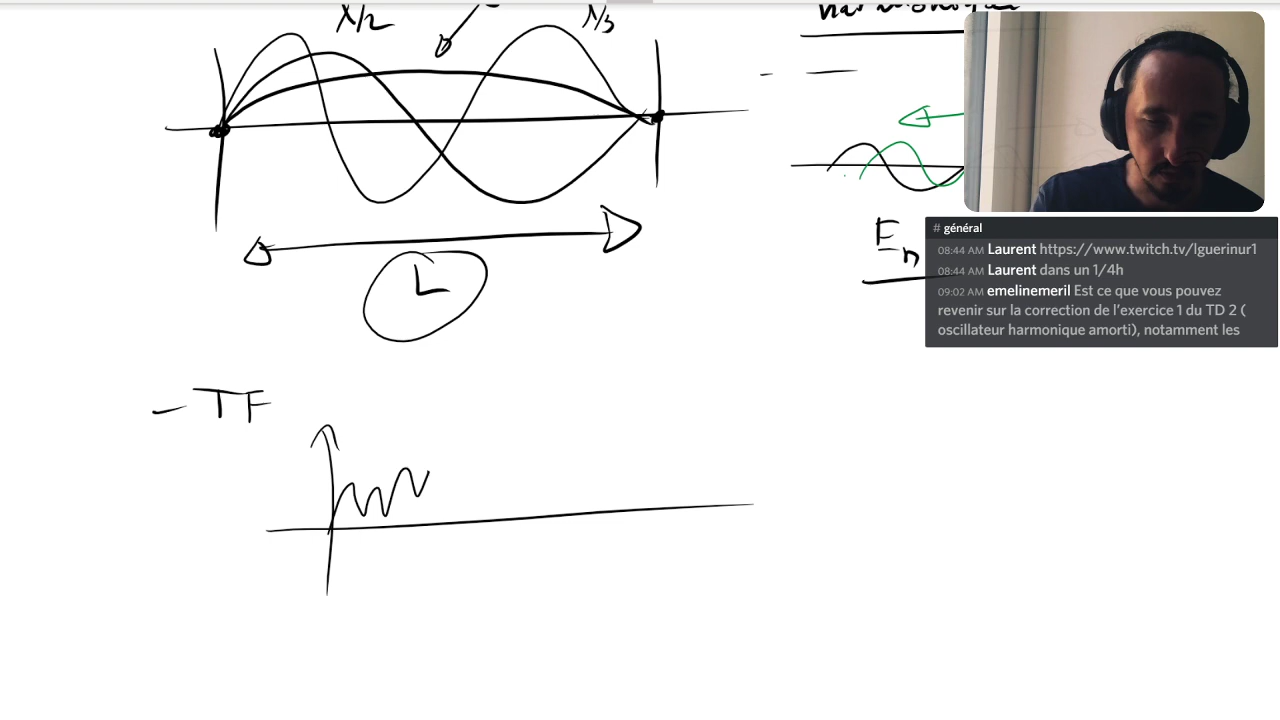 λ/2
λ/3
harmonique
L
En
- TF
# général
08:44 AM Laurent https://www.twitch.tv/lguerinur1
08:44 AM Laurent dans un 1/4h
09:02 AM emelinemeril Est ce que vous pouvez
revenir sur la correction de l'exercice 1 du TD 2 (
oscillateur harmonique amorti), notamment les